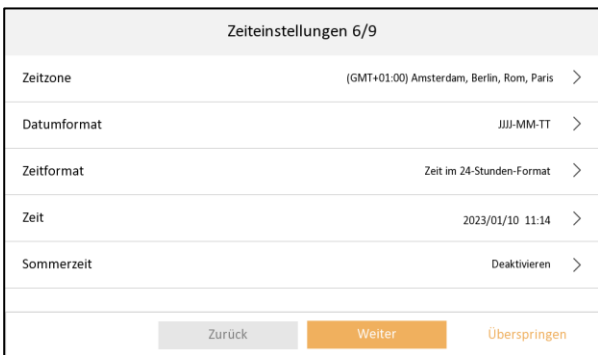 Zeiteinstellungen 6/9
Zeitzone (GMT+01:00) Amsterdam, Berlin, Rom, Paris
Datumformat JJJJ-MM-TT
Zeitformat Zeit im 24-Stunden-Format
Zeit 2023/01/10 11:14
Sommerzeit Deaktivieren
Zurück Weiter Überspringen